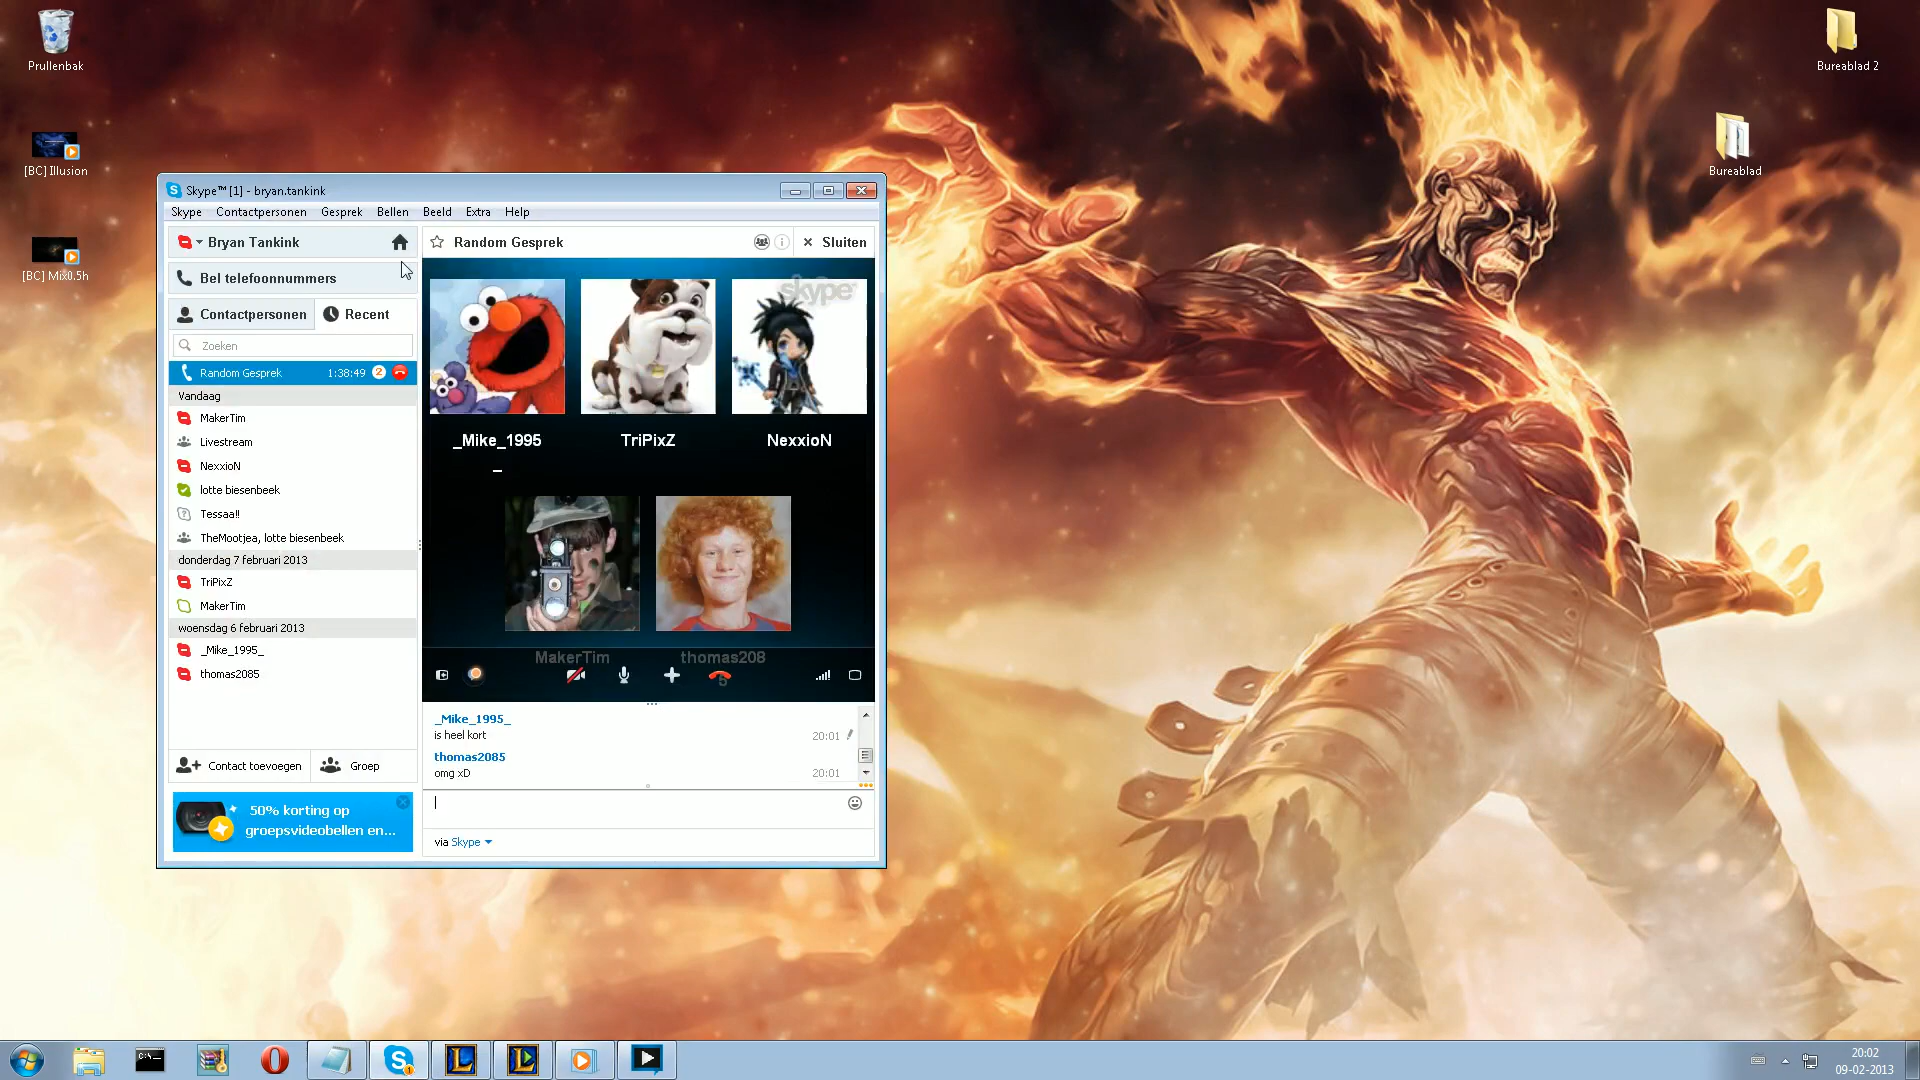 Prullenbak
[BC] Illusion
[BC] Mix0.5h
Bureablad 2
Bureablad
Skype™ [1] - bryan.tankink
Skype Contactpersonen Gesprek Bellen Beeld Extra Help
Bryan Tankink
Bel telefoonnummers
Contactpersonen Recent
Zoeken
Random Gesprek 1:38:49 2
Vandaag
MakerTim
Livestream
NexxioN
lotte biesenbeek
Tessaa!!
TheMootjea, lotte biesenbeek
donderdag 7 februari 2013
TriPixZ
MakerTim
woensdag 6 februari 2013
_Mike_1995_
thomas2085
Contact toevoegen Groep
50% korting op
groepsvideobellen en...
Random Gesprek Sluiten
skype
_Mike_1995
_
TriPixZ
NexxioN
MakerTim
thomas208
5
_Mike_1995_
is heel kort 20:01
thomas2085
omg xD 20:01
via Skype
C:\_
20:02
09-02-2013